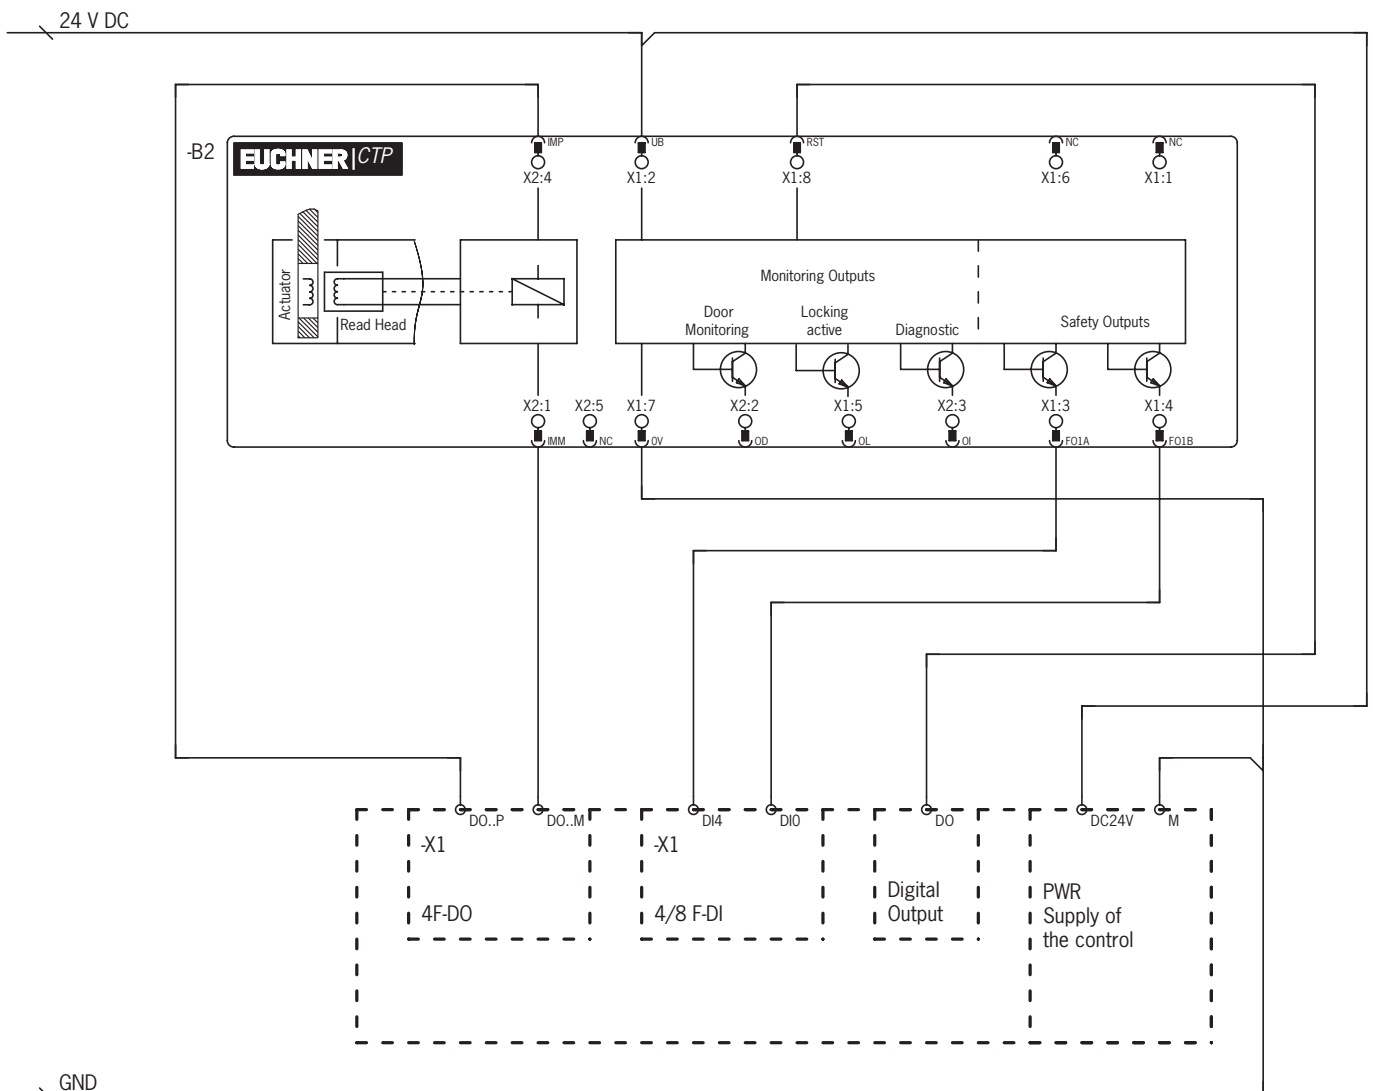 24 V DC
-B2
EUCHNER CTP
IMP
UB
RST
NC
NC
X2:4
X1:2
X1:8
X1:6
X1:1
Actuator
Read Head
Monitoring Outputs
Door
Monitoring
Locking
active
Diagnostic
Safety Outputs
X2:1
X2:5
X1:7
X2:2
X1:5
X2:3
X1:3
X1:4
IMM
NC
0V
OD
OL
OI
FO1A
FO1B
DO..P
DO..M
DI4
DI0
DO
DC24V
M
-X1
4F-DO
-X1
4/8 F-DI
Digital
Output
PWR
Supply of
the control
GND